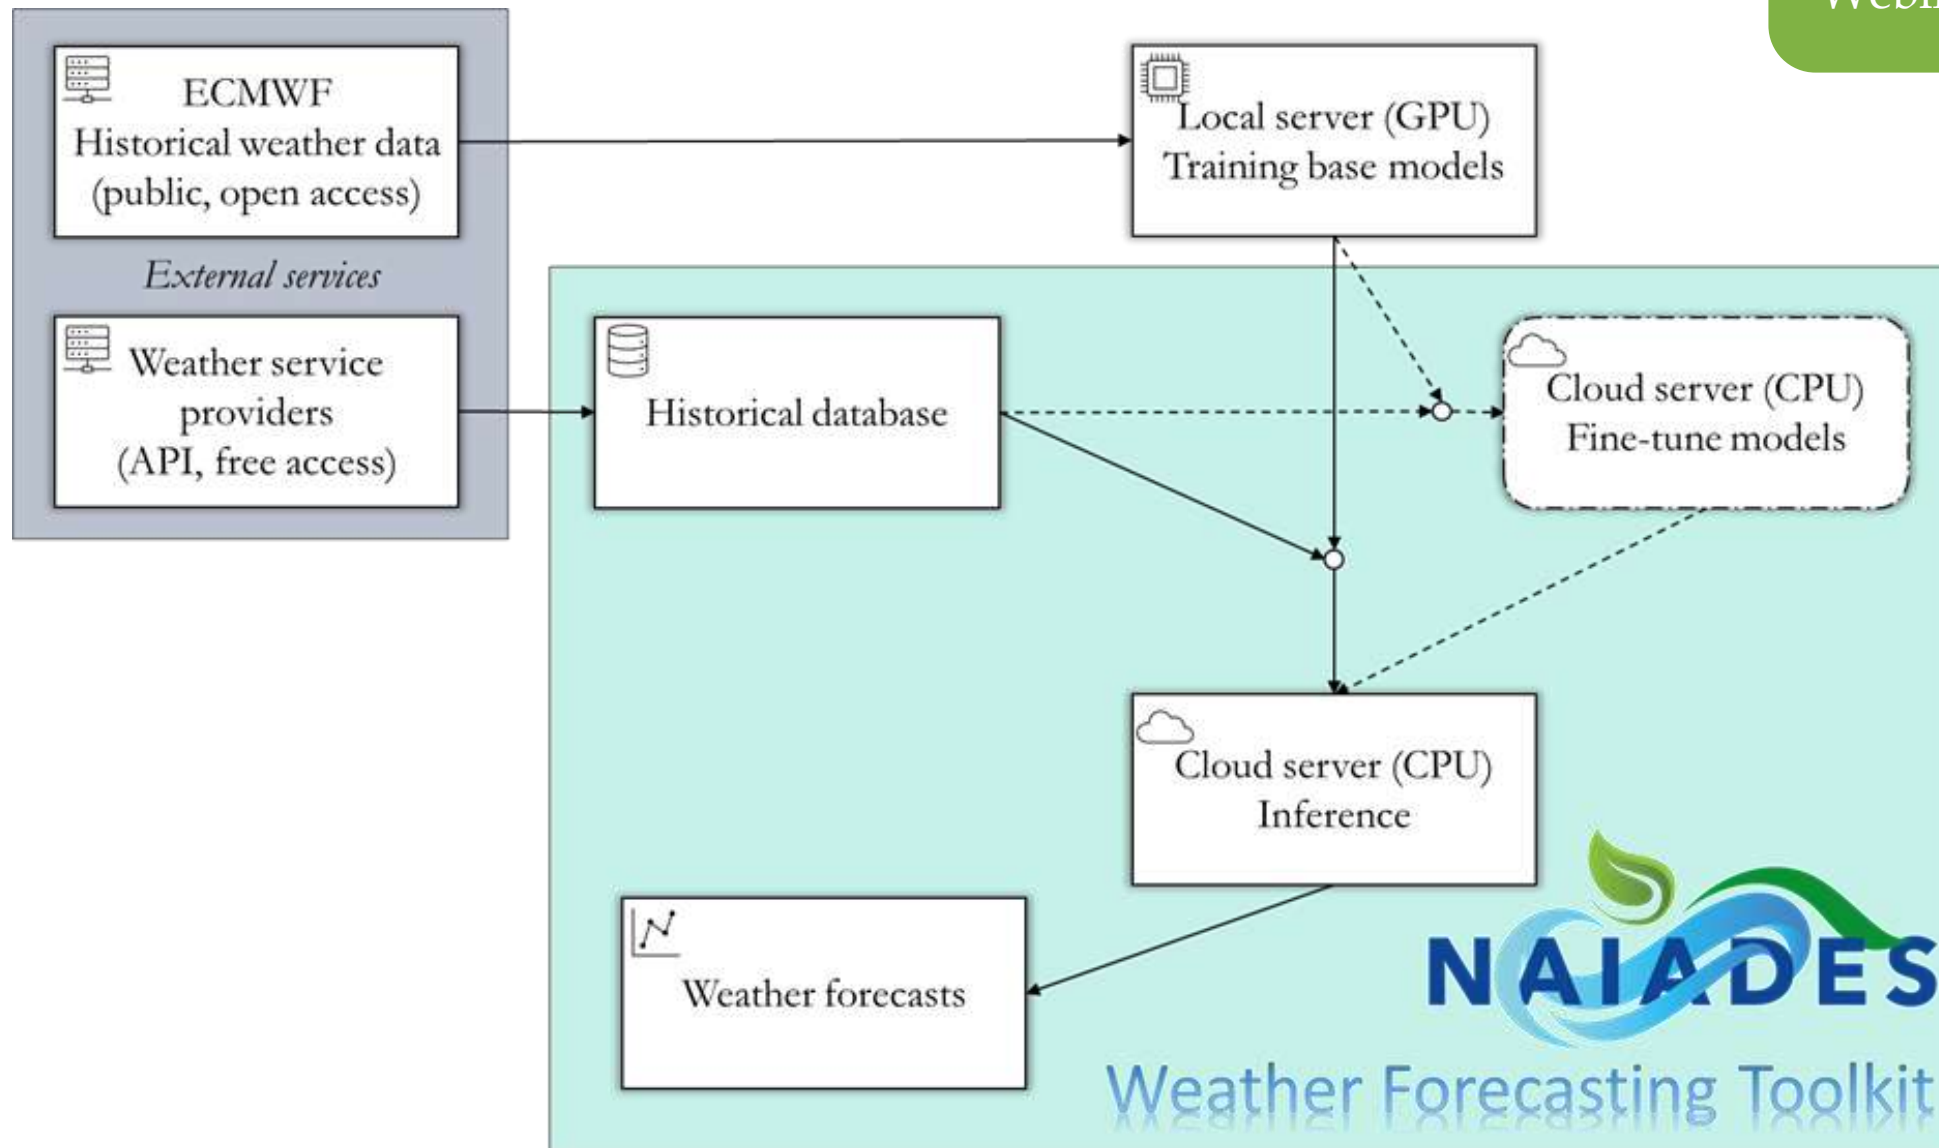 ECMWF
Historical weather data
(public, open access)
External services
Weather service
providers
(API, free access)
Local server (GPU)
Training base models
Historical database
Cloud server (CPU)
Fine-tune models
Cloud server (CPU)
Inference
Weather forecasts
NAIADES
Weather Forecasting Toolkit